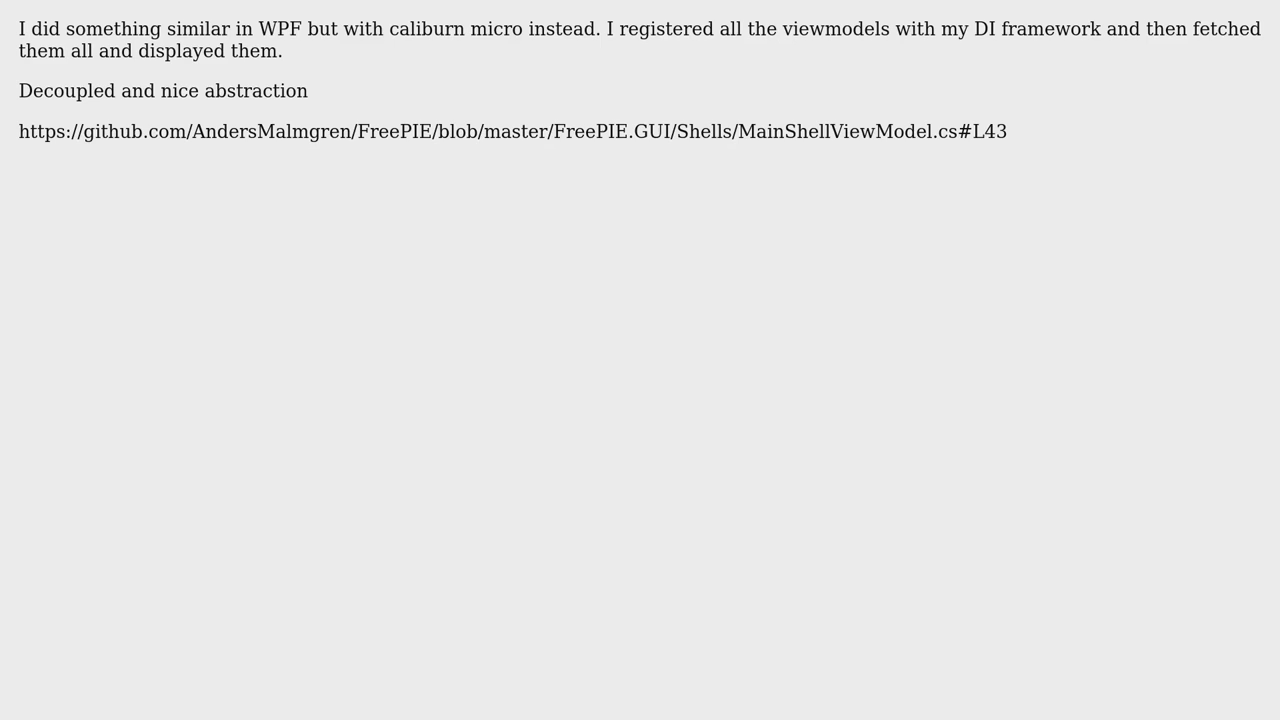 I did something similar in WPF but with caliburn micro instead. I registered all the viewmodels with my DI framework and then fetched
them all and displayed them.
Decoupled and nice abstraction
https://github.com/AndersMalmgren/FreePIE/blob/master/FreePIE.GUI/Shells/MainShellViewModel.cs#L43